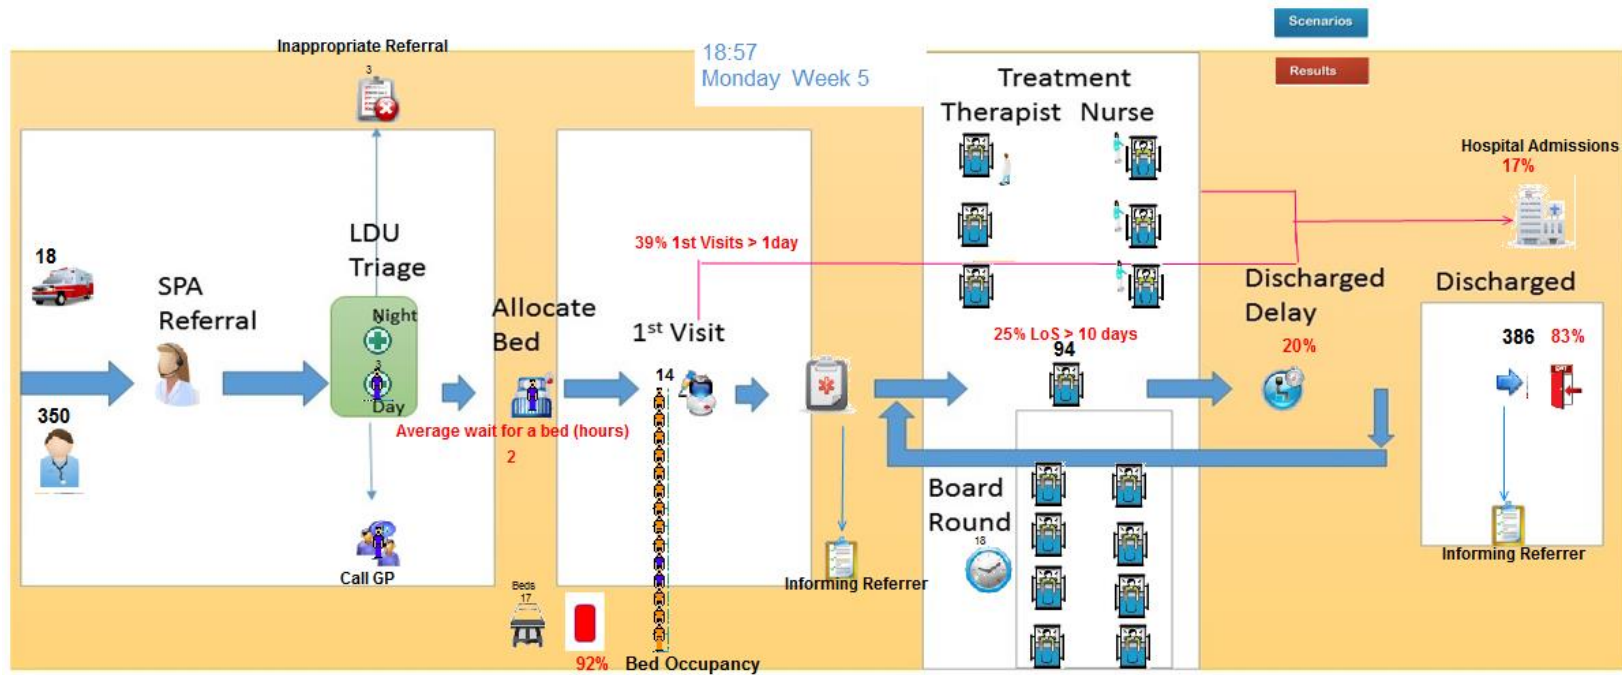 Scenarios
Results
Inappropriate Referral
3
18:57
Monday Week 5
Treatment
Therapist Nurse
Hospital Admissions
17%
18
SPA
Referral
350
LDU
Triage
Night
3
Day
Call GP
Allocate
Bed
Average wait for a bed (hours)
2
39% 1st Visits > 1day
1st Visit
14
Beds
17
92%
Bed Occupancy
Informing Referrer
25% LoS > 10 days
94
Board
Round
18
Discharged
Delay
20%
Discharged
386 83%
Informing Referrer